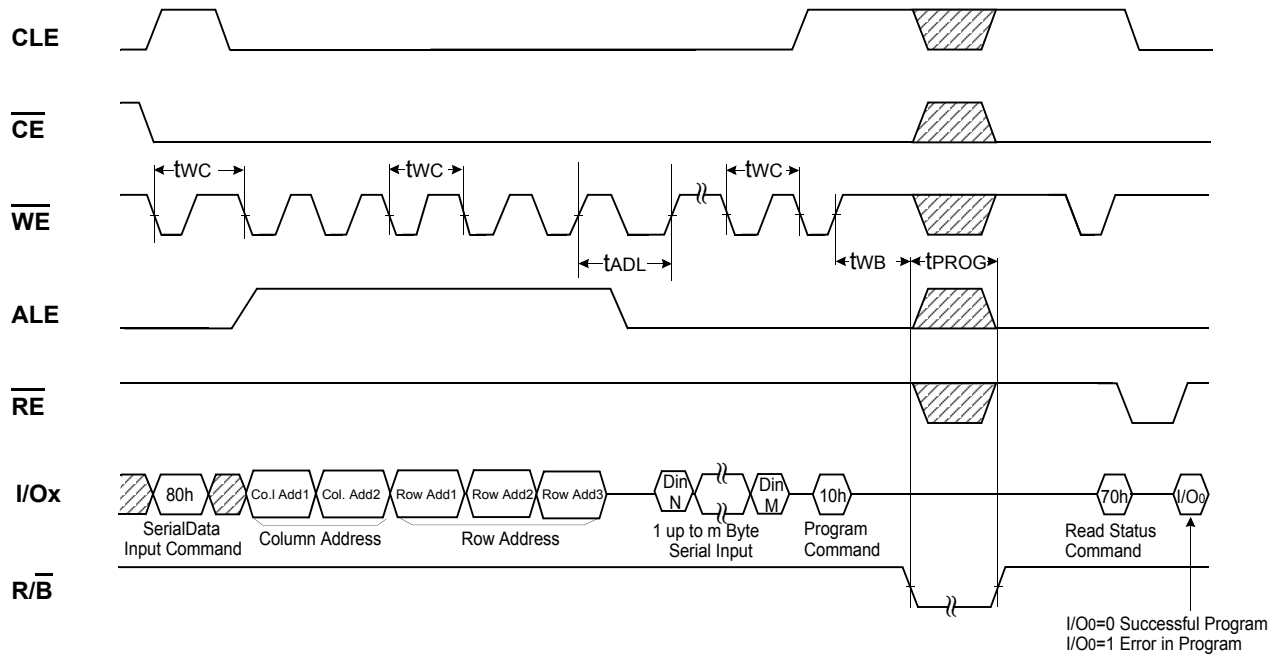 CLE
CE
tWC
tWC
tWC
WE
tADL
tWB
tPROG
ALE
RE
I/Ox
80h
Co.l Add1
Col. Add2
Row Add1
Row Add2
Row Add3
Din
N
Din
M
10h
70h
I/O0
SerialData
Input Command
Column Address
Row Address
1 up to m Byte
Serial Input
Program
Command
Read Status
Command
R/B
I/O0=0 Successful Program
I/O0=1 Error in Program